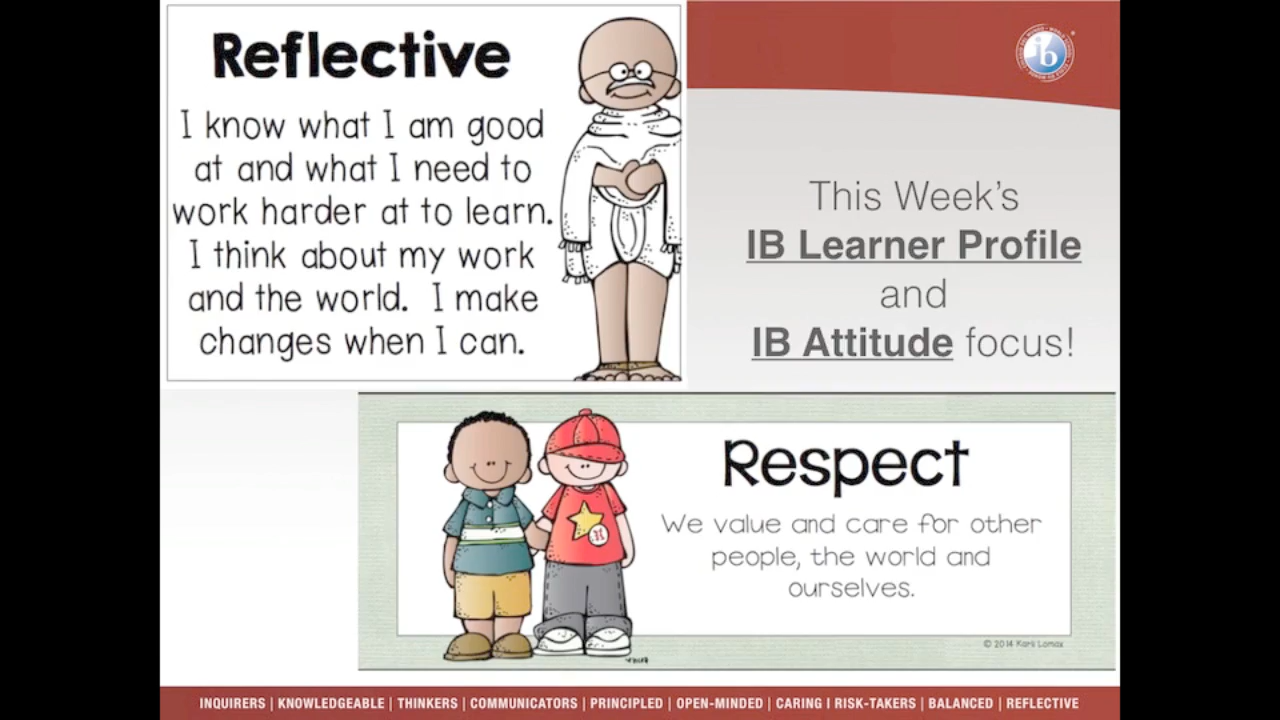 Reflective
I know what I am good
at and what I need to
work harder at to learn.
I think about my work
and the world. I make
changes when I can.
ib
This Week's
IB Learner Profile
and
IB Attitude focus!
Respect
We value and care for other
people, the world and
ourselves.
© 2014 Karli Lomax
INQUIRERS | KNOWLEDGEABLE | THINKERS | COMMUNICATORS | PRINCIPLED | OPEN-MINDED | CARING I RISK-TAKERS | BALANCED | REFLECTIVE